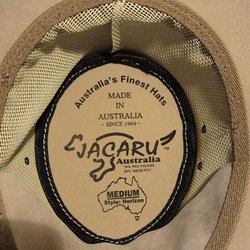 Australia's Finest Hats
MADE
IN
AUSTRALIA
- SINCE 1969 -
JACARU
Australia
MEDIUM
Style: Horizon